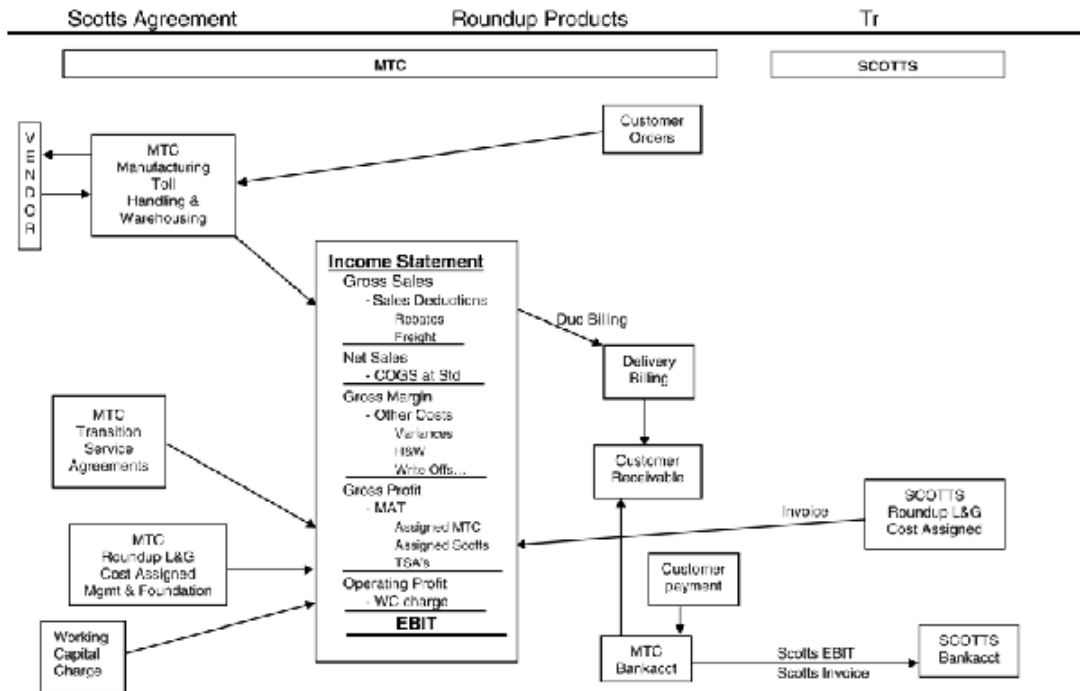 Scotts Agreement
Roundup Products
Tr
MTC
SCOTTS
VENDOR
MTC
Manufacturing
Toll
Handling &
Warehousing
Customer
Orders
Income Statement
Gross Sales
- Sales Deductions
Rebates
Freight
Net Sales
- COGS at Std
Gross Margin
- Other Costs
Variances
H&W
Write Offs...
Gross Profit
- MAT
Assigned MTC
Assigned Scotts
TSA's
Operating Profit
- WC charge
EBIT
Duc Billing
Delivery
Billing
Customer
Receivable
MTC
Transition
Service
Agreements
MTC
Roundup L&G
Cost Assigned
Mgmt & Foundation
Working
Capital
Charge
Invoice
SCOTTS
Roundup L&G
Cost Assigned
Customer
payment
MTC
Bankacct
Scotts EBIT
Scotts Invoice
SCOTTS
Bankacct